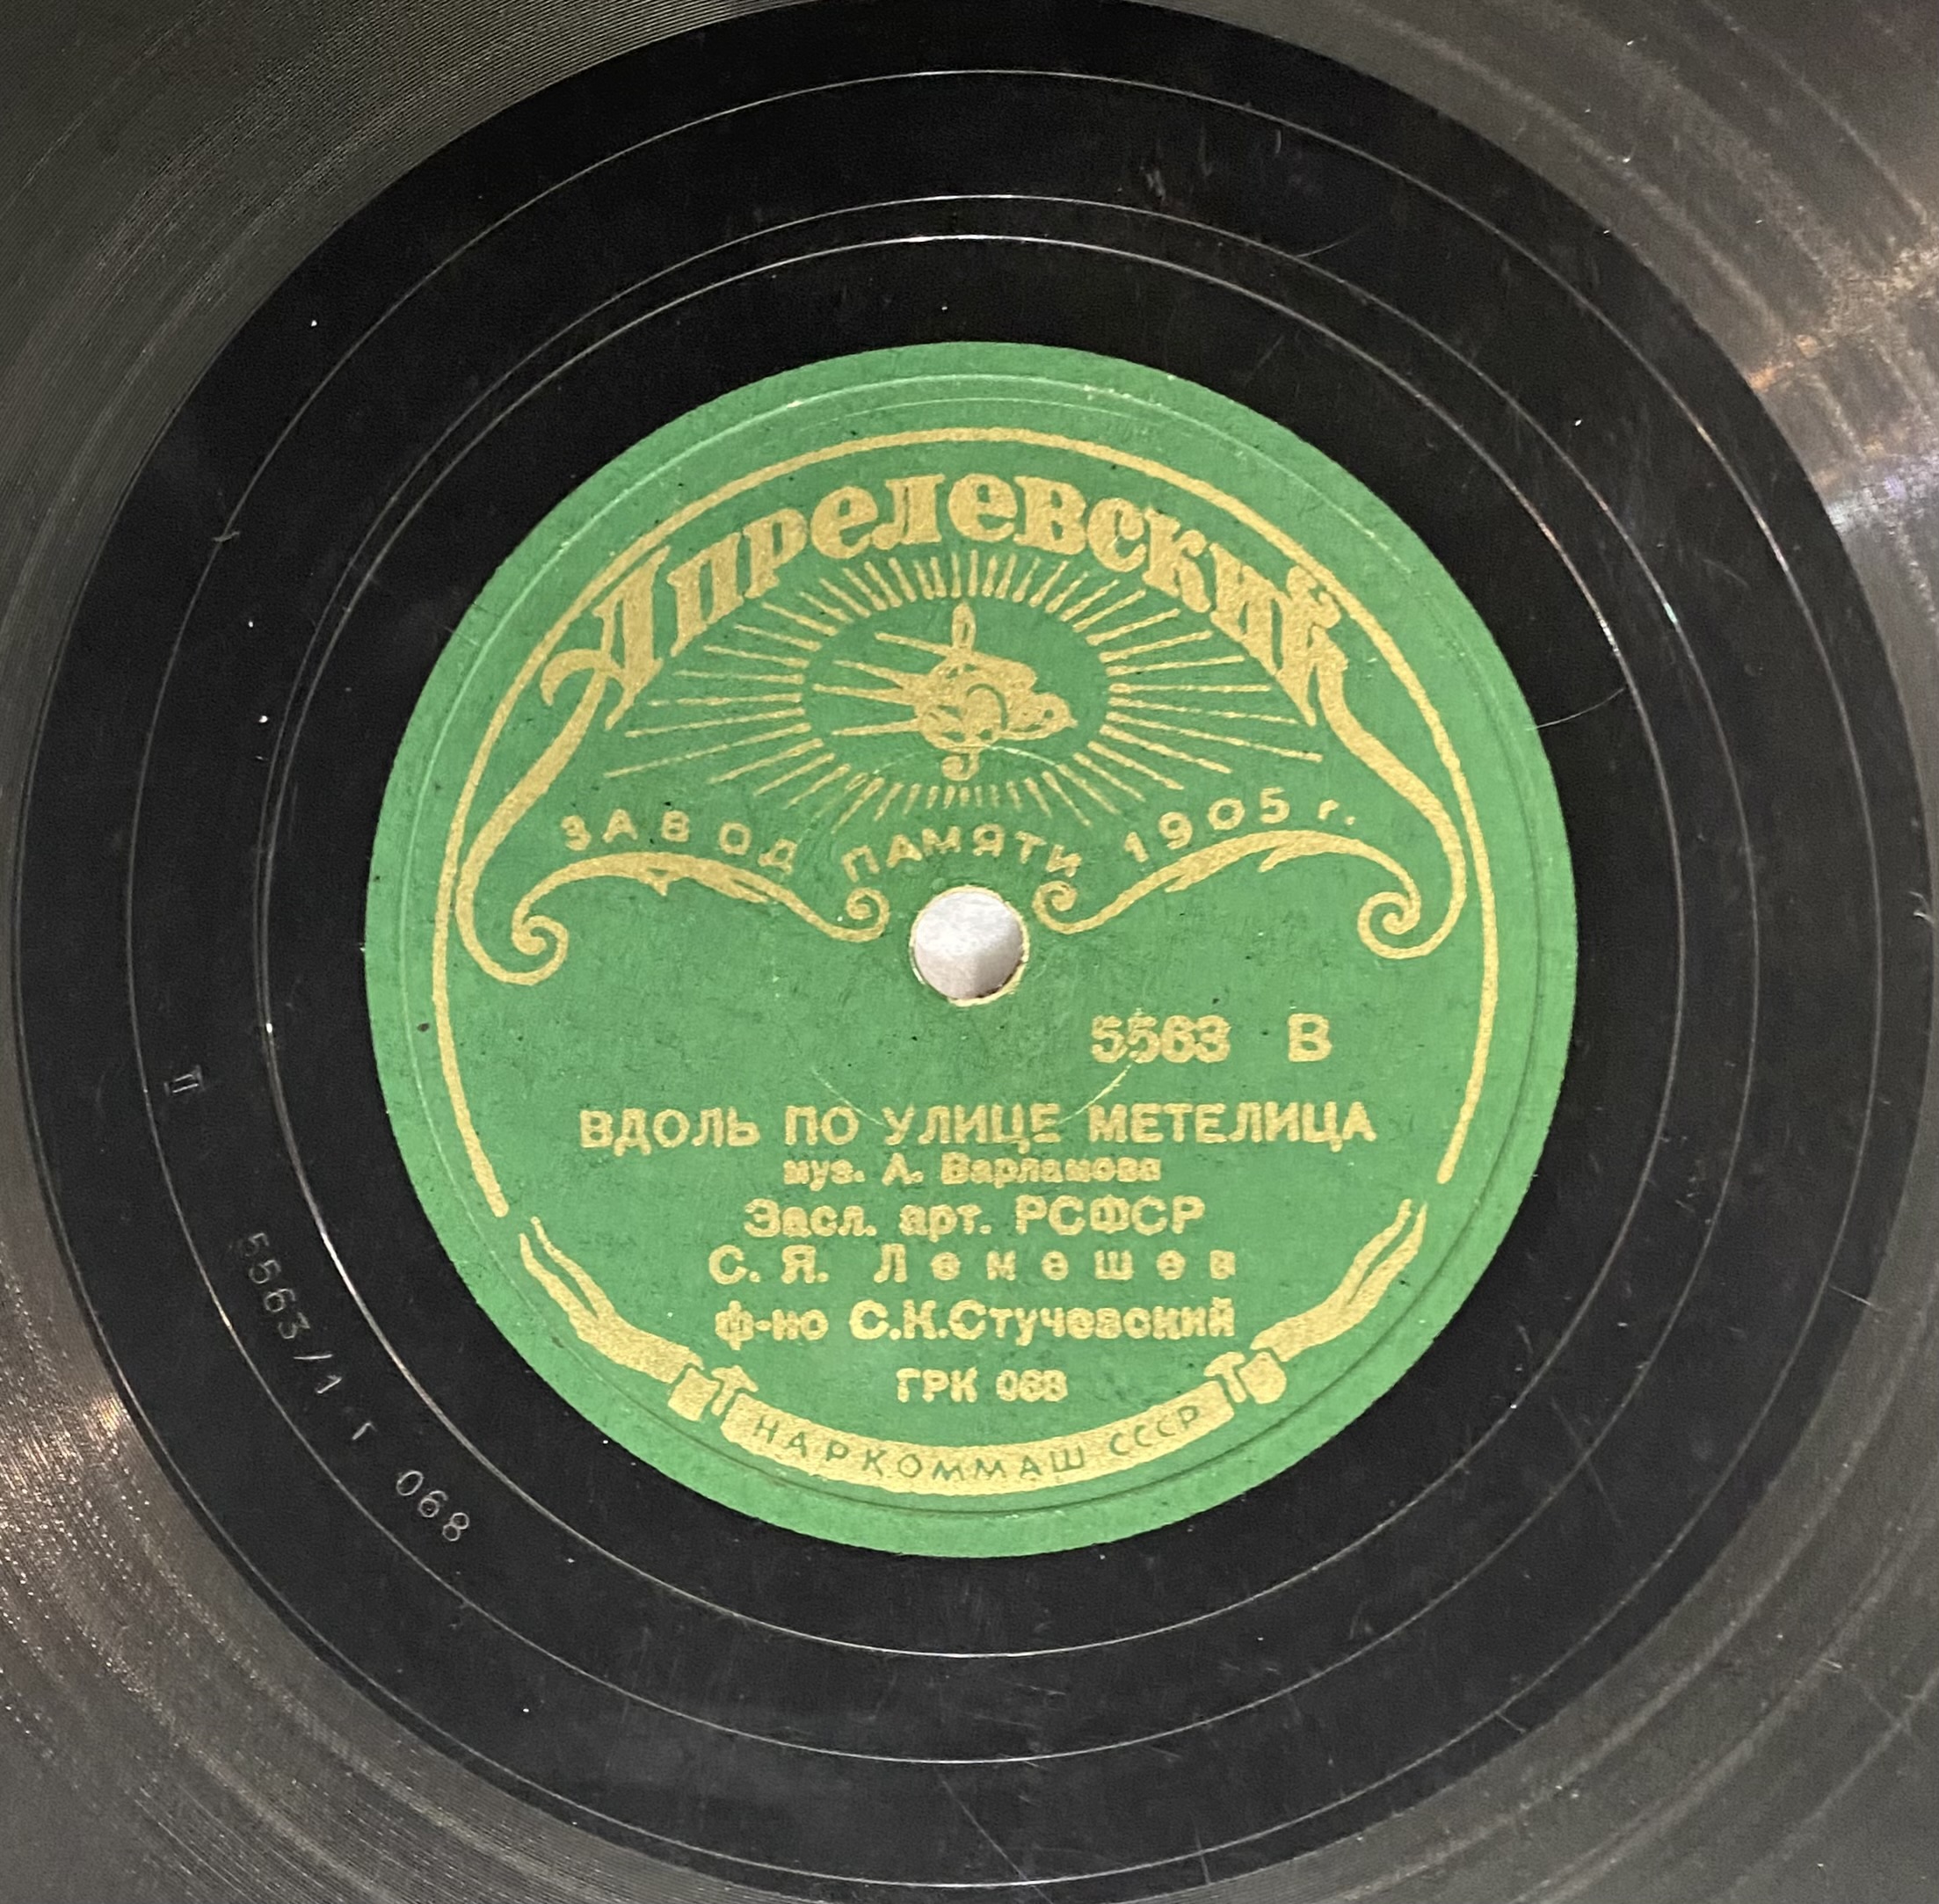 Апрелевский
ЗАВОД ПАМЯТИ 1905 г.
5563 В
ВДОЛЬ ПО УЛИЦЕ МЕТЕЛИЦА
муз. А. Варламова
Засл. арт. РСФСР
С. Я. Лемешев
ф-но С.К.Стучевский
ГРК 068
НАРКОММАШ СССР
II
5563/1 г 068